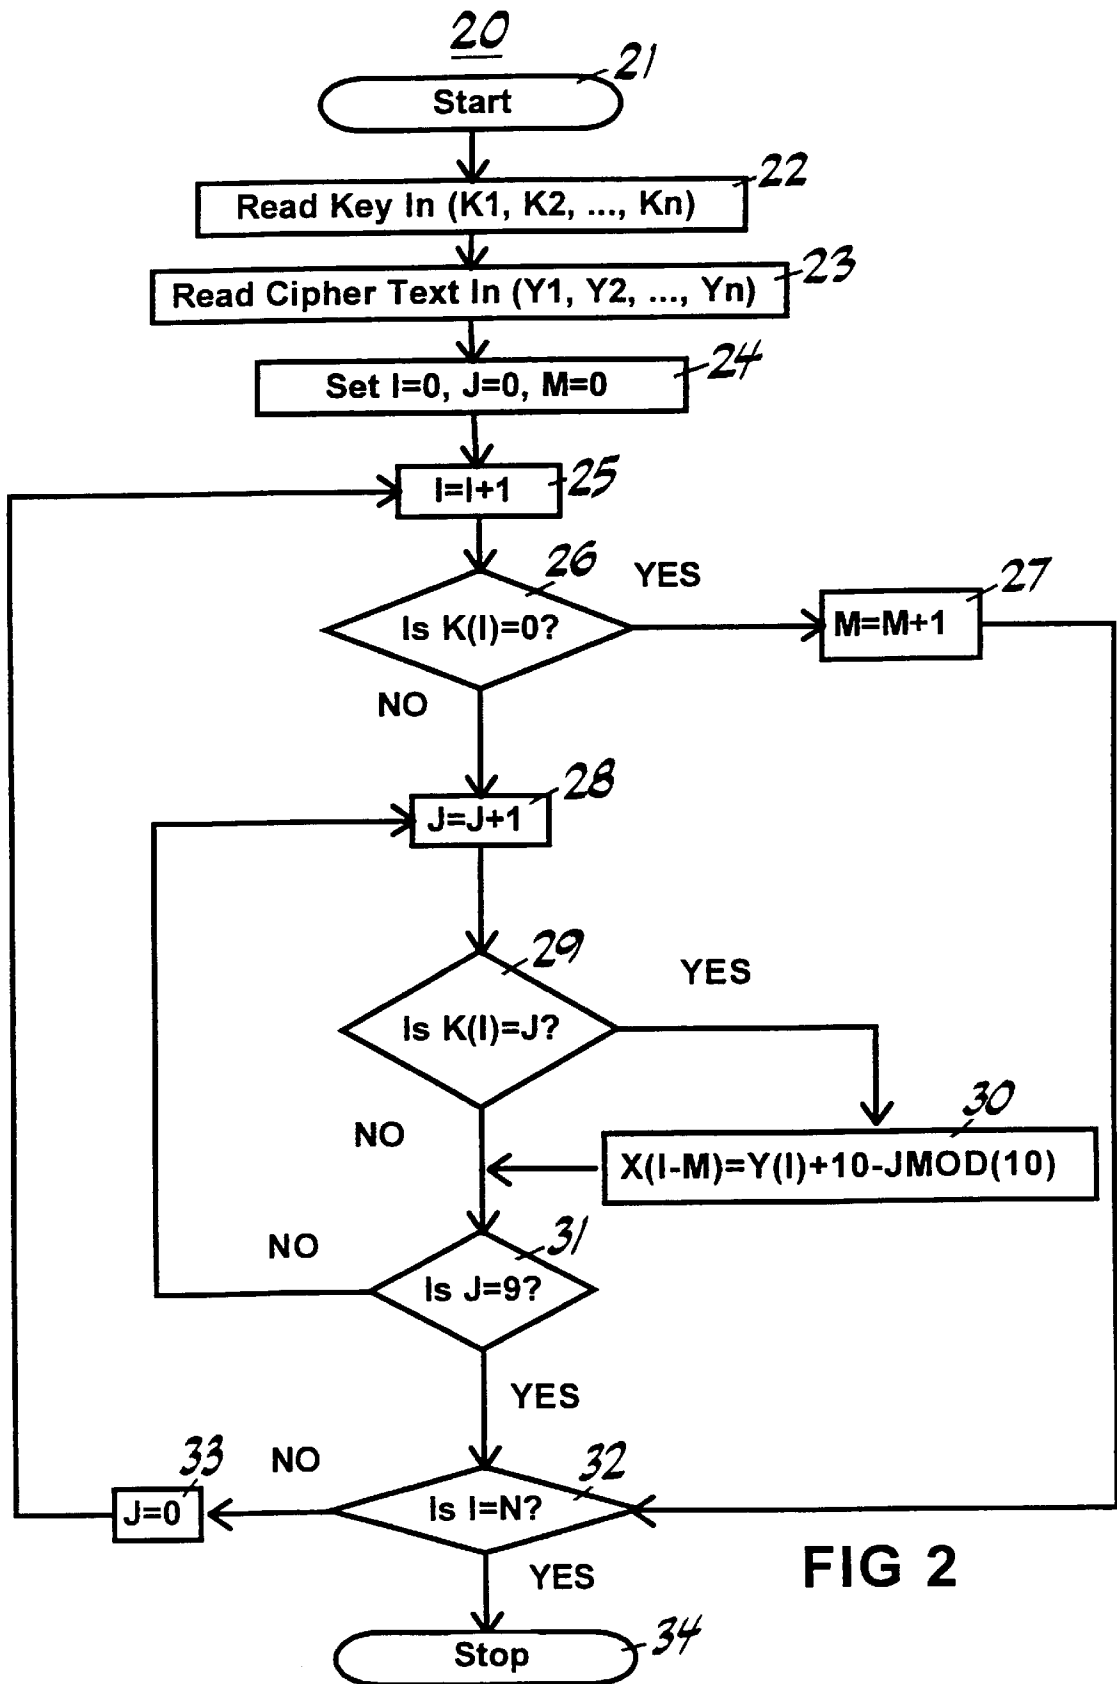 20
21
Start
22
Read Key In (K1, K2, ..., Kn)
23
Read Cipher Text In (Y1, Y2, ..., Yn)
24
Set I=0, J=0, M=0
25
I=I+1
26
YES
27
Is K(I)=0?
M=M+1
NO
28
J=J+1
29
YES
Is K(I)=J?
30
NO
X(I-M)=Y(I)+10-JMOD(10)
31
NO
Is J=9?
YES
33
NO
32
Is I=N?
J=0
YES
FIG 2
34
Stop